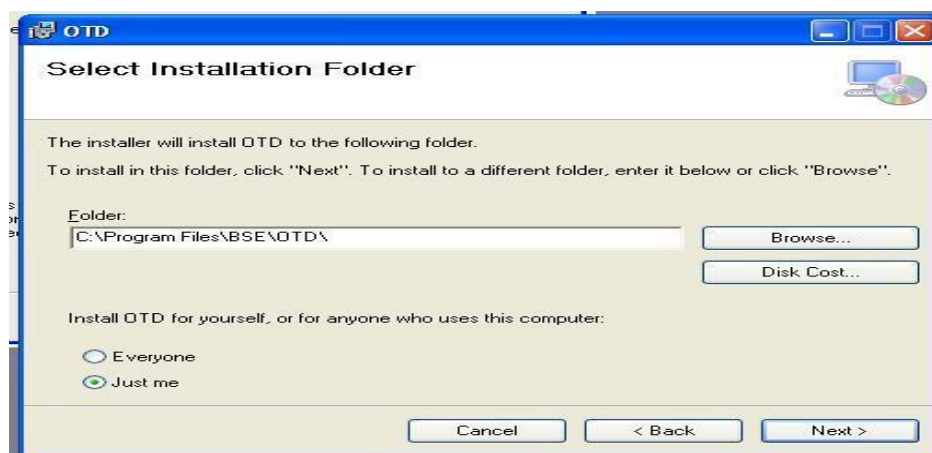 OTD
Select Installation Folder
The installer will install OTD to the following folder.
To install in this folder, click "Next". To install to a different folder, enter it below or click "Browse".
Folder:
C:\Program Files\BSE\OTD\
Browse...
Disk Cost...
Install OTD for yourself, or for anyone who uses this computer:
Everyone
Just me
Cancel
< Back
Next >